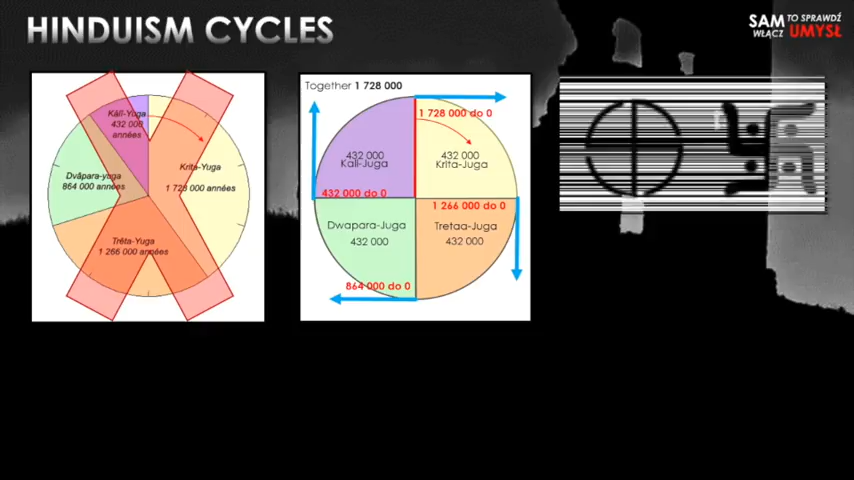 HINDUISM CYCLES
SAM TO SPRAWDŹ
WŁĄCZ UMYSŁ
Kâlî-Yuga
432 000
années
Krita-Yuga
1 728 000 années
Dvâpara-yuga
864 000 années
Trêta-Yuga
1 266 000 années
Together 1 728 000
1 728 000 do 0
432 000
Kali-Juga
432 000
Krita-Juga
432 000 do 0
1 266 000 do 0
Dwapara-Juga
432 000
Tretaa-Juga
432 000
864 000 do 0